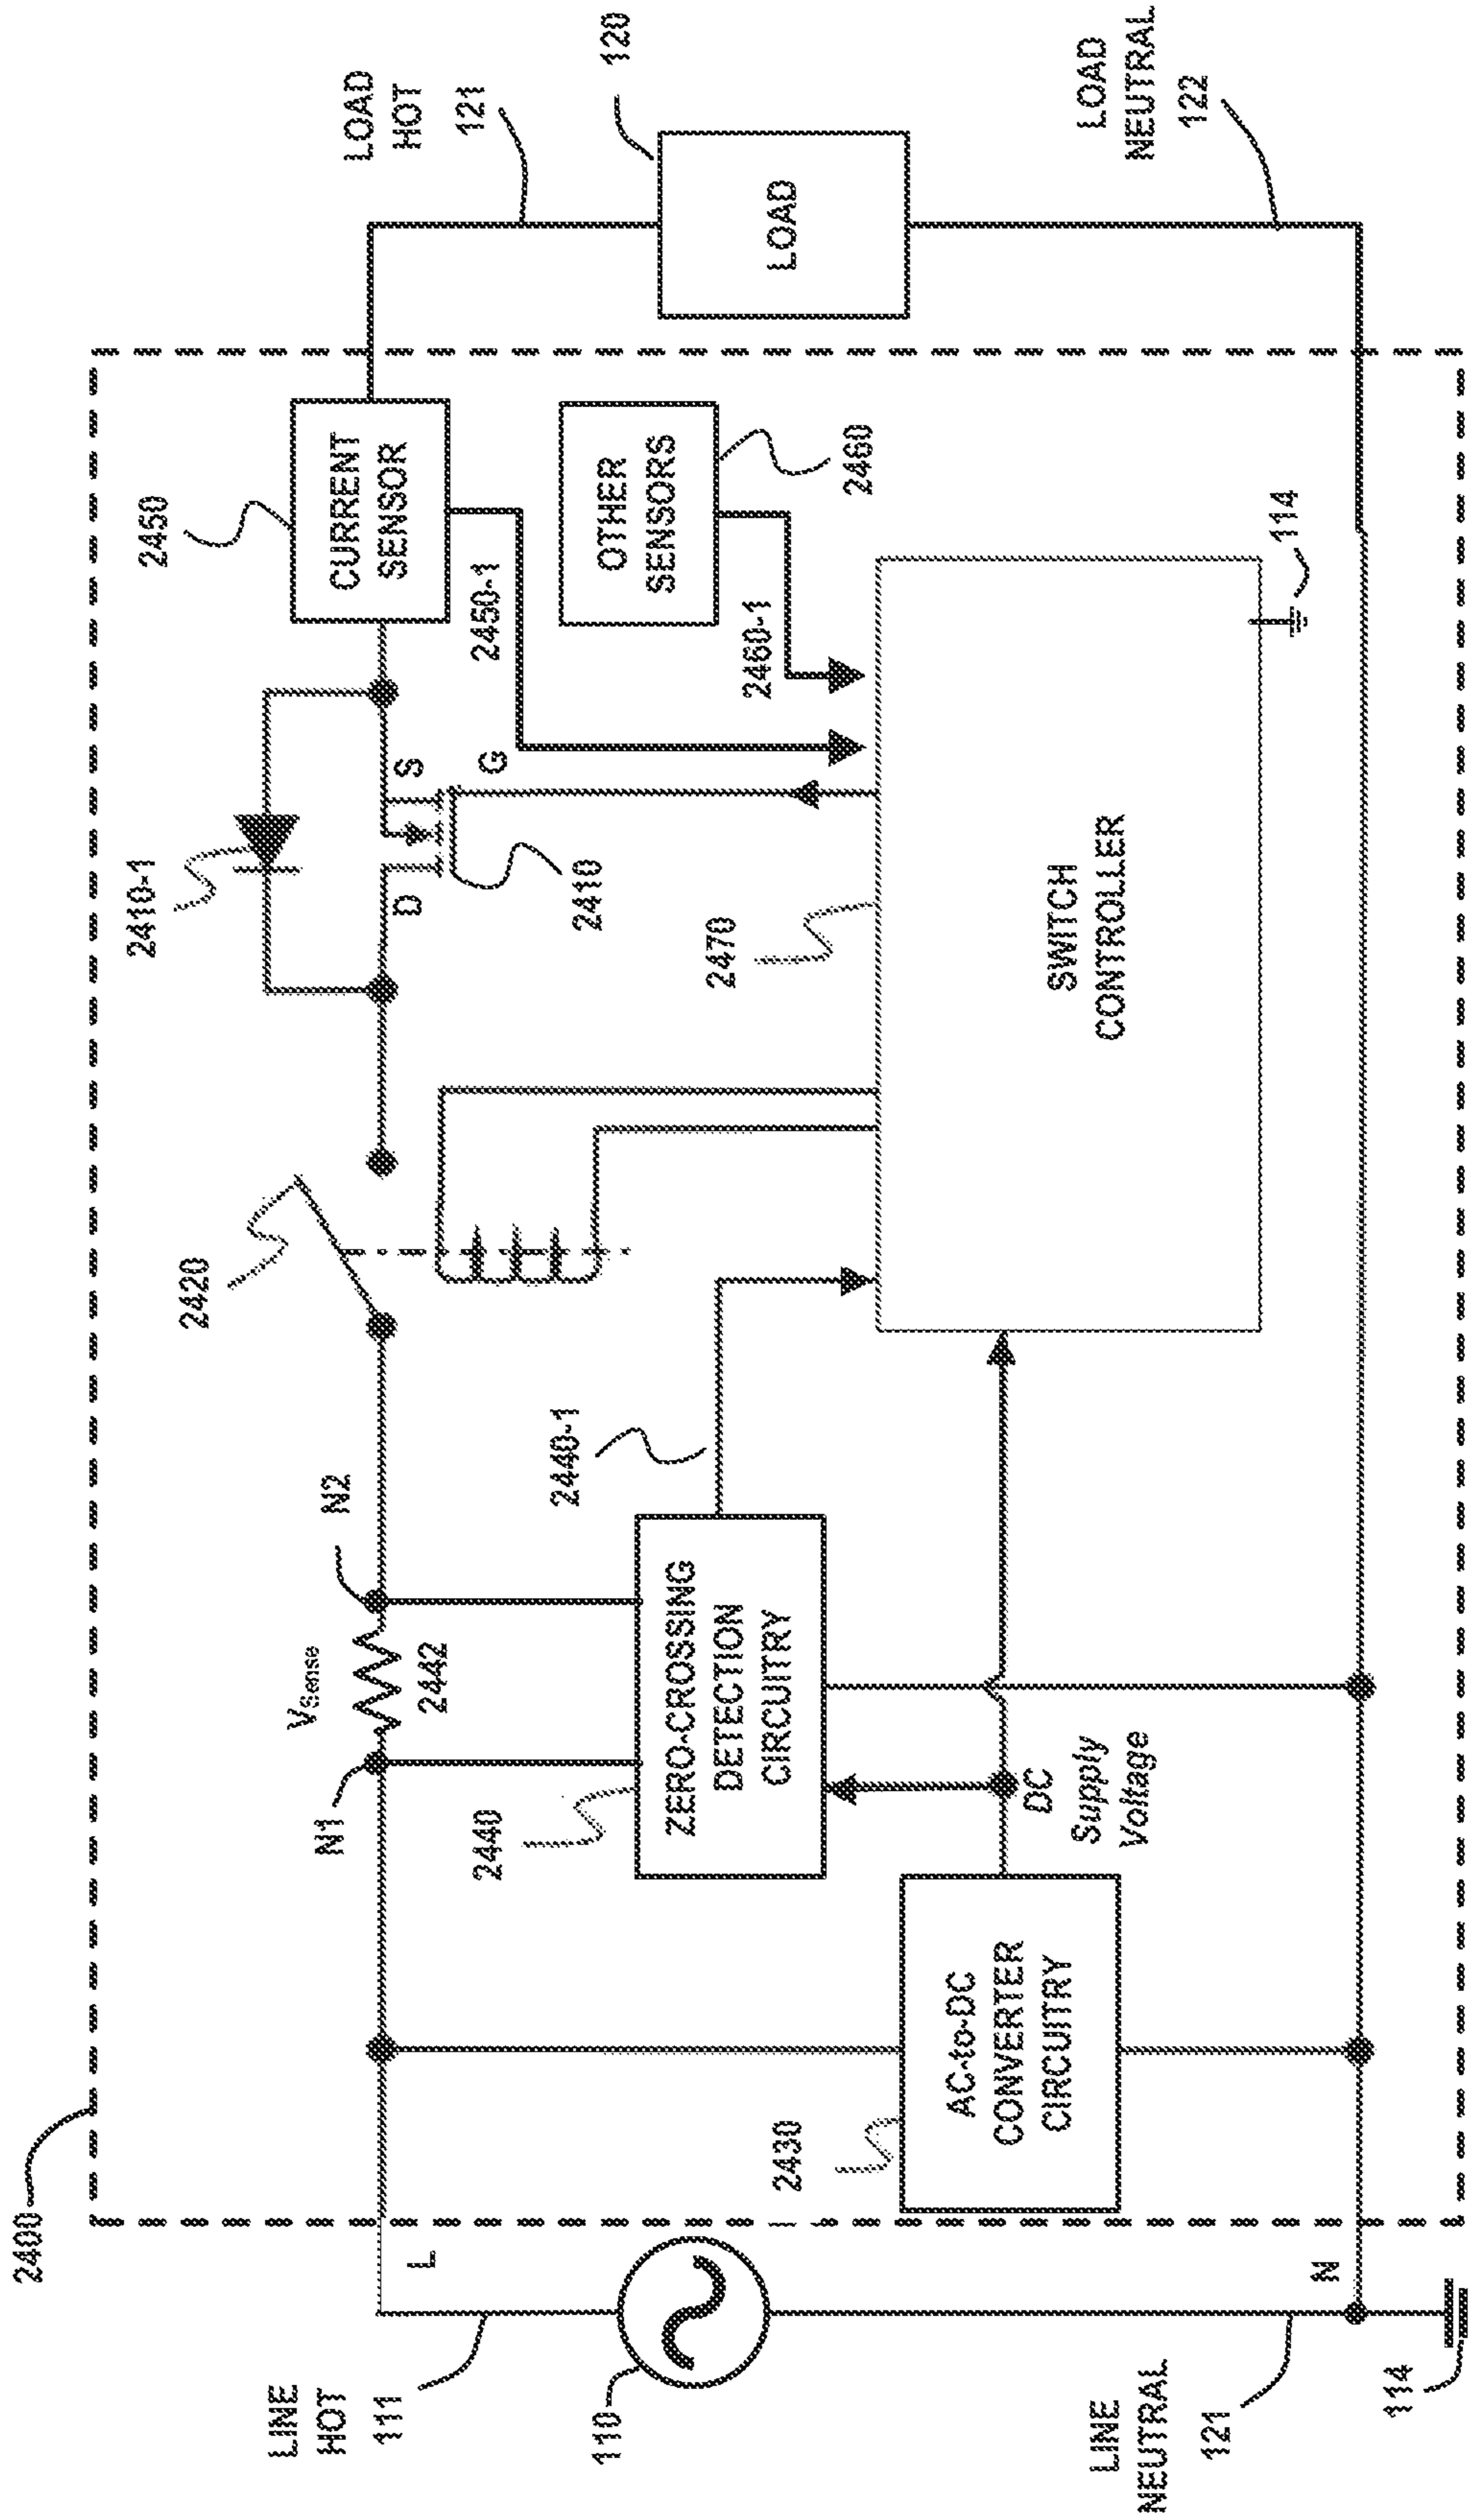 2400
LINE
HOT
111
L
110
LINE
NEUTRAL
121
N
114
2430
AC-to-DC
CONVERTER
CIRCUITRY
DC
Supply
Voltage
N1
VSense
2442
N2
2440
ZERO-CROSSING
DETECTION
CIRCUITRY
2440-1
2420
2410-1
D
S
G
2410
2470
SWITCH
CONTROLLER
114
2450
CURRENT
SENSOR
2450-1
OTHER
SENSORS
2460
2460-1
LOAD
HOT
121
120
LOAD
LOAD
NEUTRAL
122